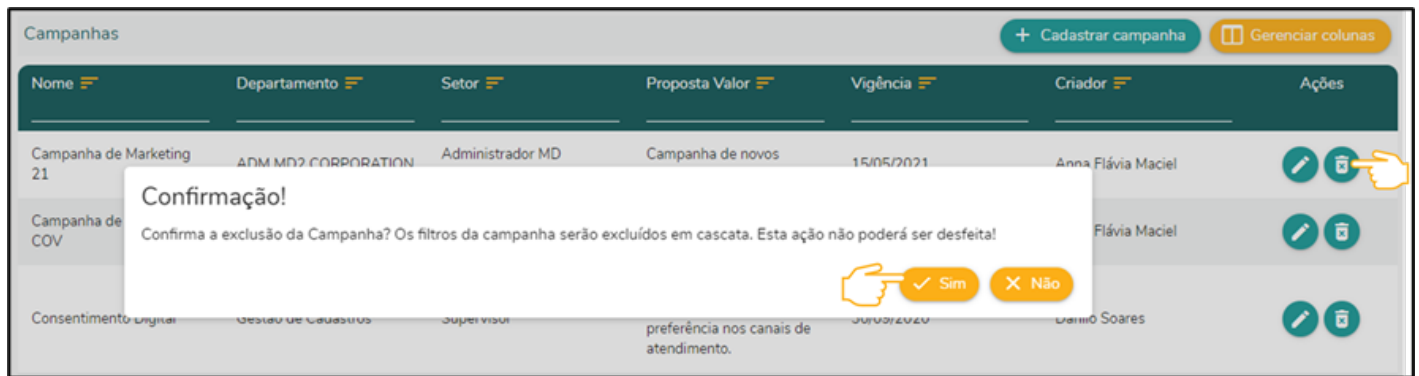 Campanhas
+ Cadastrar campanha
Gerenciar colunas
Nome
Departamento
Setor
Proposta Valor
Vigência
Criador
Ações
Campanha de Marketing
21
ADM MD2 CORPORATION
Administrador MD
Campanha de novos
15/05/2021
Anna Flávia Maciel
Confirmação!
Confirma a exclusão da Campanha? Os filtros da campanha serão excluídos em cascata. Esta ação não poderá ser desfeita!
Sim
Não
Campanha de
COV
Flávia Maciel
Consentimento Digital
Gestão de Cadastros
Supervisor
preferência nos canais de
atendimento.
30/09/2020
Danilo Soares